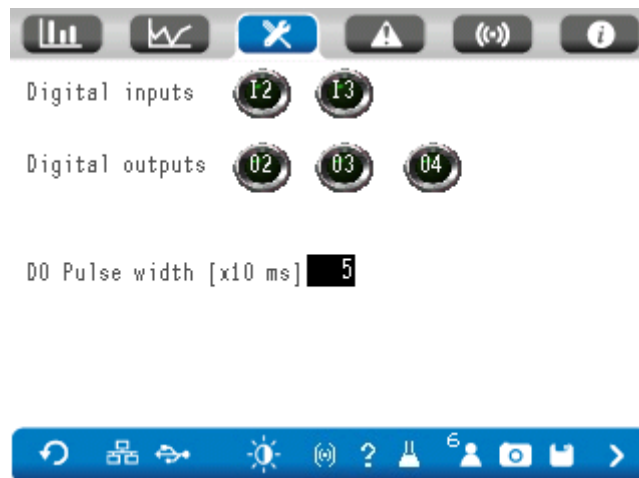 Digital inputs I2 I3
Digital outputs O2 O3 O4
DO Pulse width [x10 ms] 5
? 6